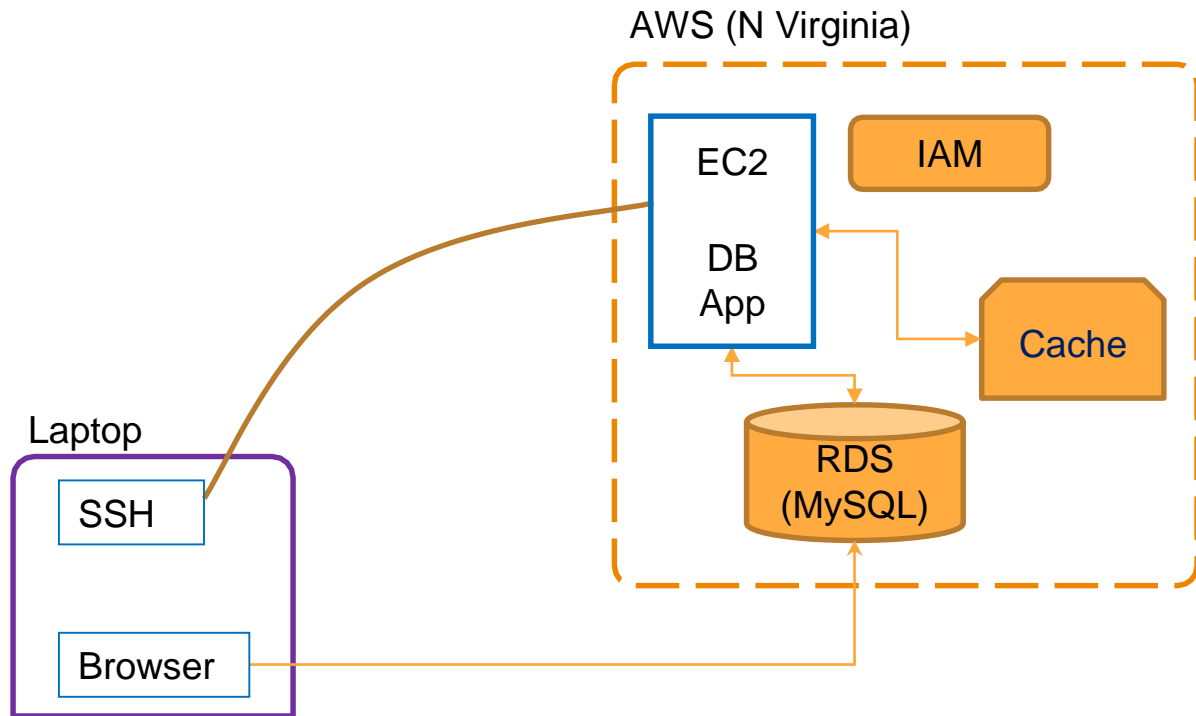 AWS (N Virginia)
EC2
DB
App
IAM
Cache
RDS
(MySQL)
Laptop
SSH
Browser